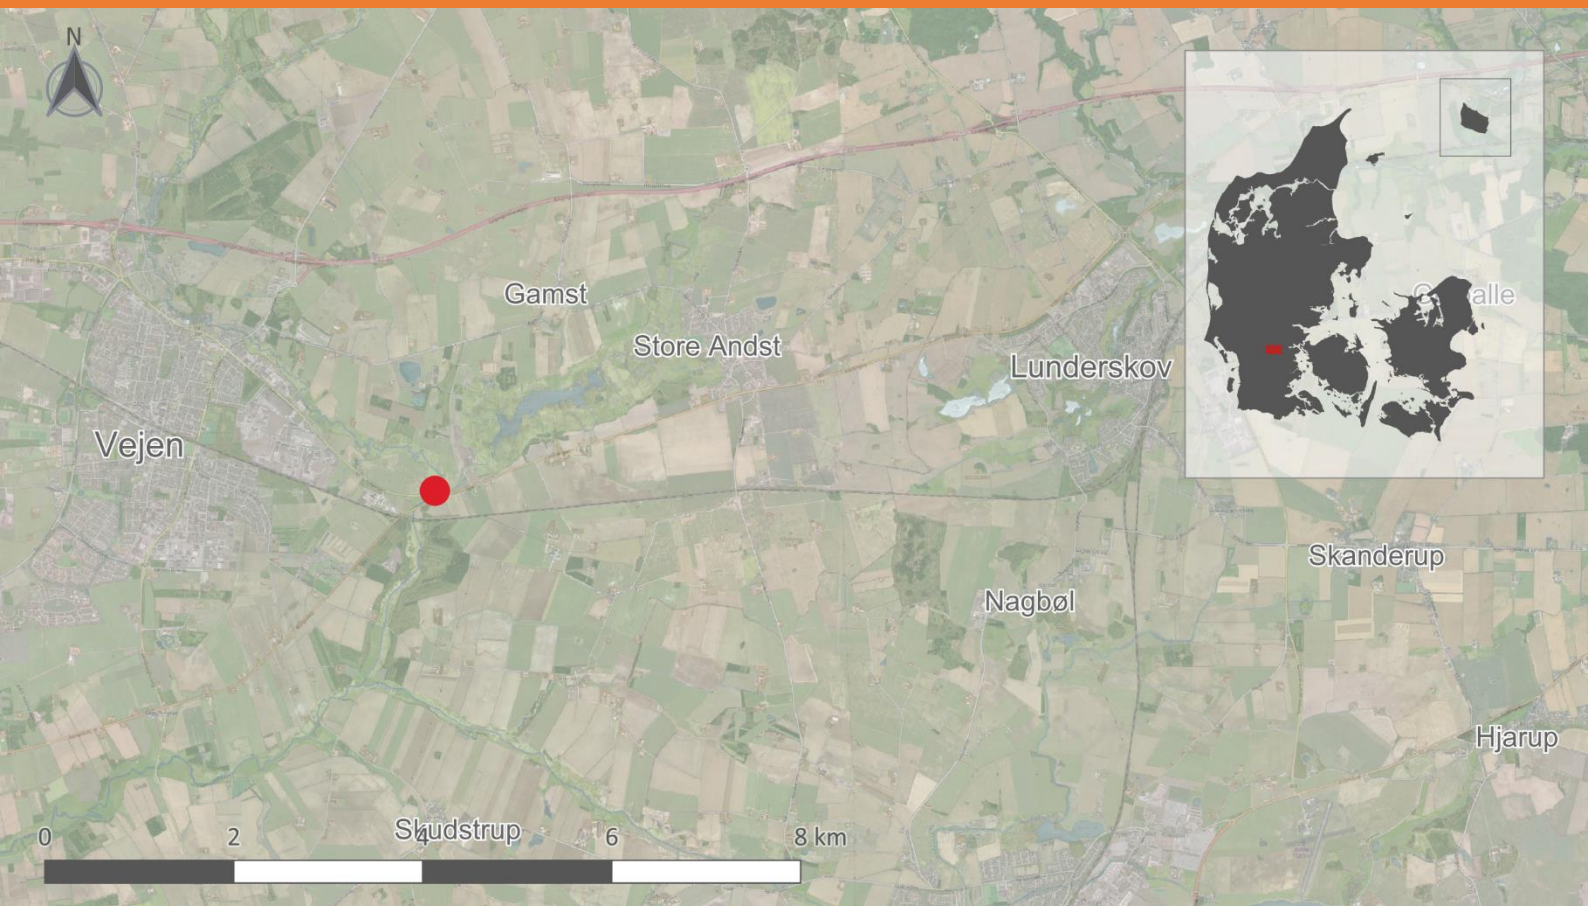 N
Gamst
Store Andst
Lunderskov
Vejen
Skanderup
Nagbøl
Hjarup
Skudstrup
0 2 4 6 8 km